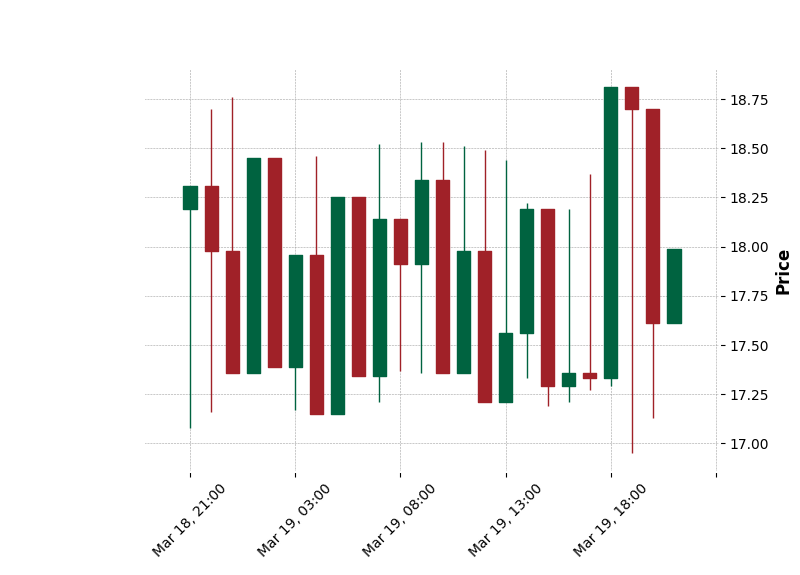 18.75
18.50
18.25
18.00
17.75
17.50
17.25
17.00
Price
Mar 18, 21:00
Mar 19, 03:00
Mar 19, 08:00
Mar 19, 13:00
Mar 19, 18:00